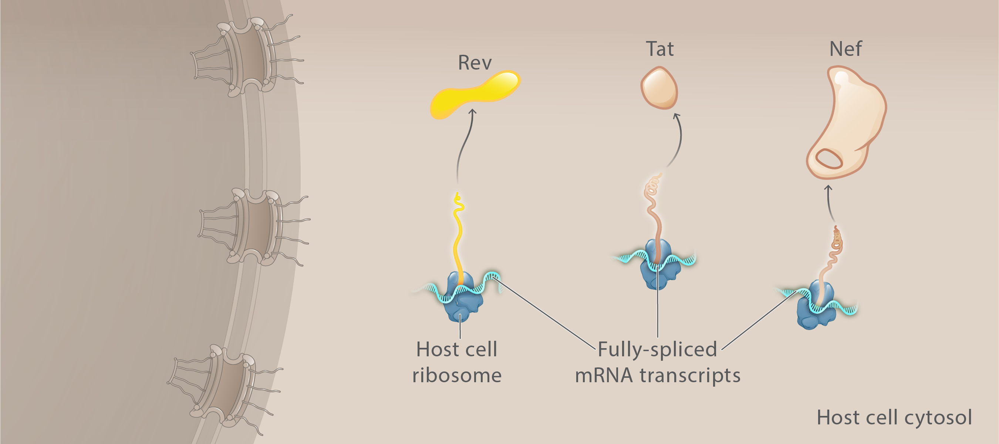 Rev
Tat
Nef
Host cell
ribosome
Fully-spliced
mRNA transcripts
Host cell cytosol